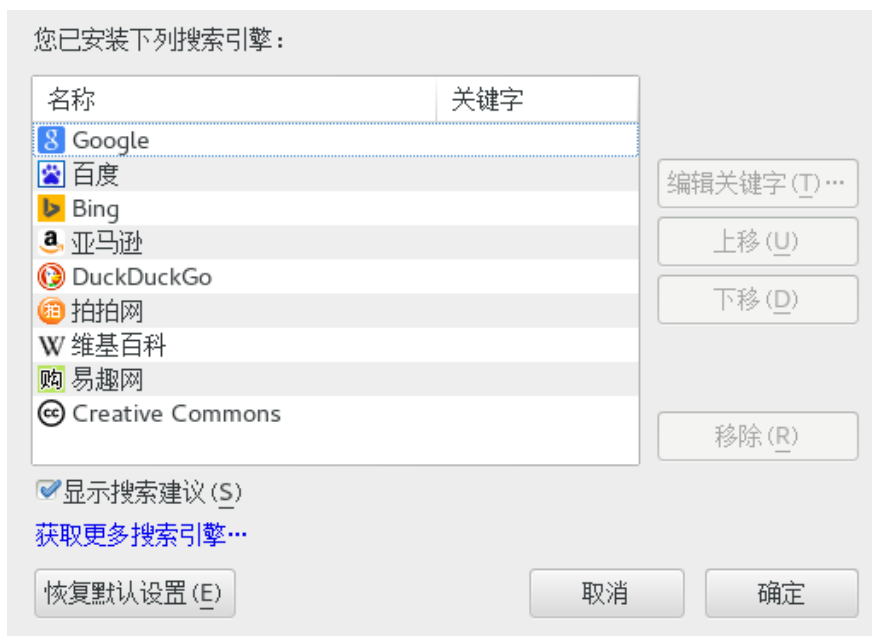 您已安装下列搜索引擎：
名称 关键字
Google
百度
Bing
亚马逊
DuckDuckGo
拍拍网
维基百科
易趣网
Creative Commons
编辑关键字(T)…
上移(U)
下移(D)
移除(R)
显示搜索建议(S)
获取更多搜索引擎…
恢复默认设置(E) 取消 确定